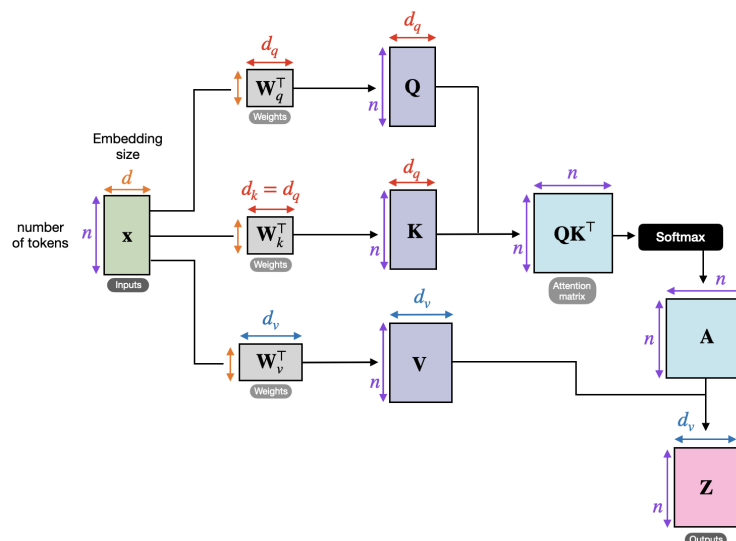 d_q
d_q
W_q^⊤
Q
n
Weights
Embedding
size
d
d_k = d_q
d_q
n
number
of tokens
n
x
W_k^⊤
K
n
QK^⊤
n
Softmax
Inputs
Weights
Attention
matrix
n
d_v
d_v
n
A
W_v^⊤
V
n
Weights
d_v
n
Z
Outputs